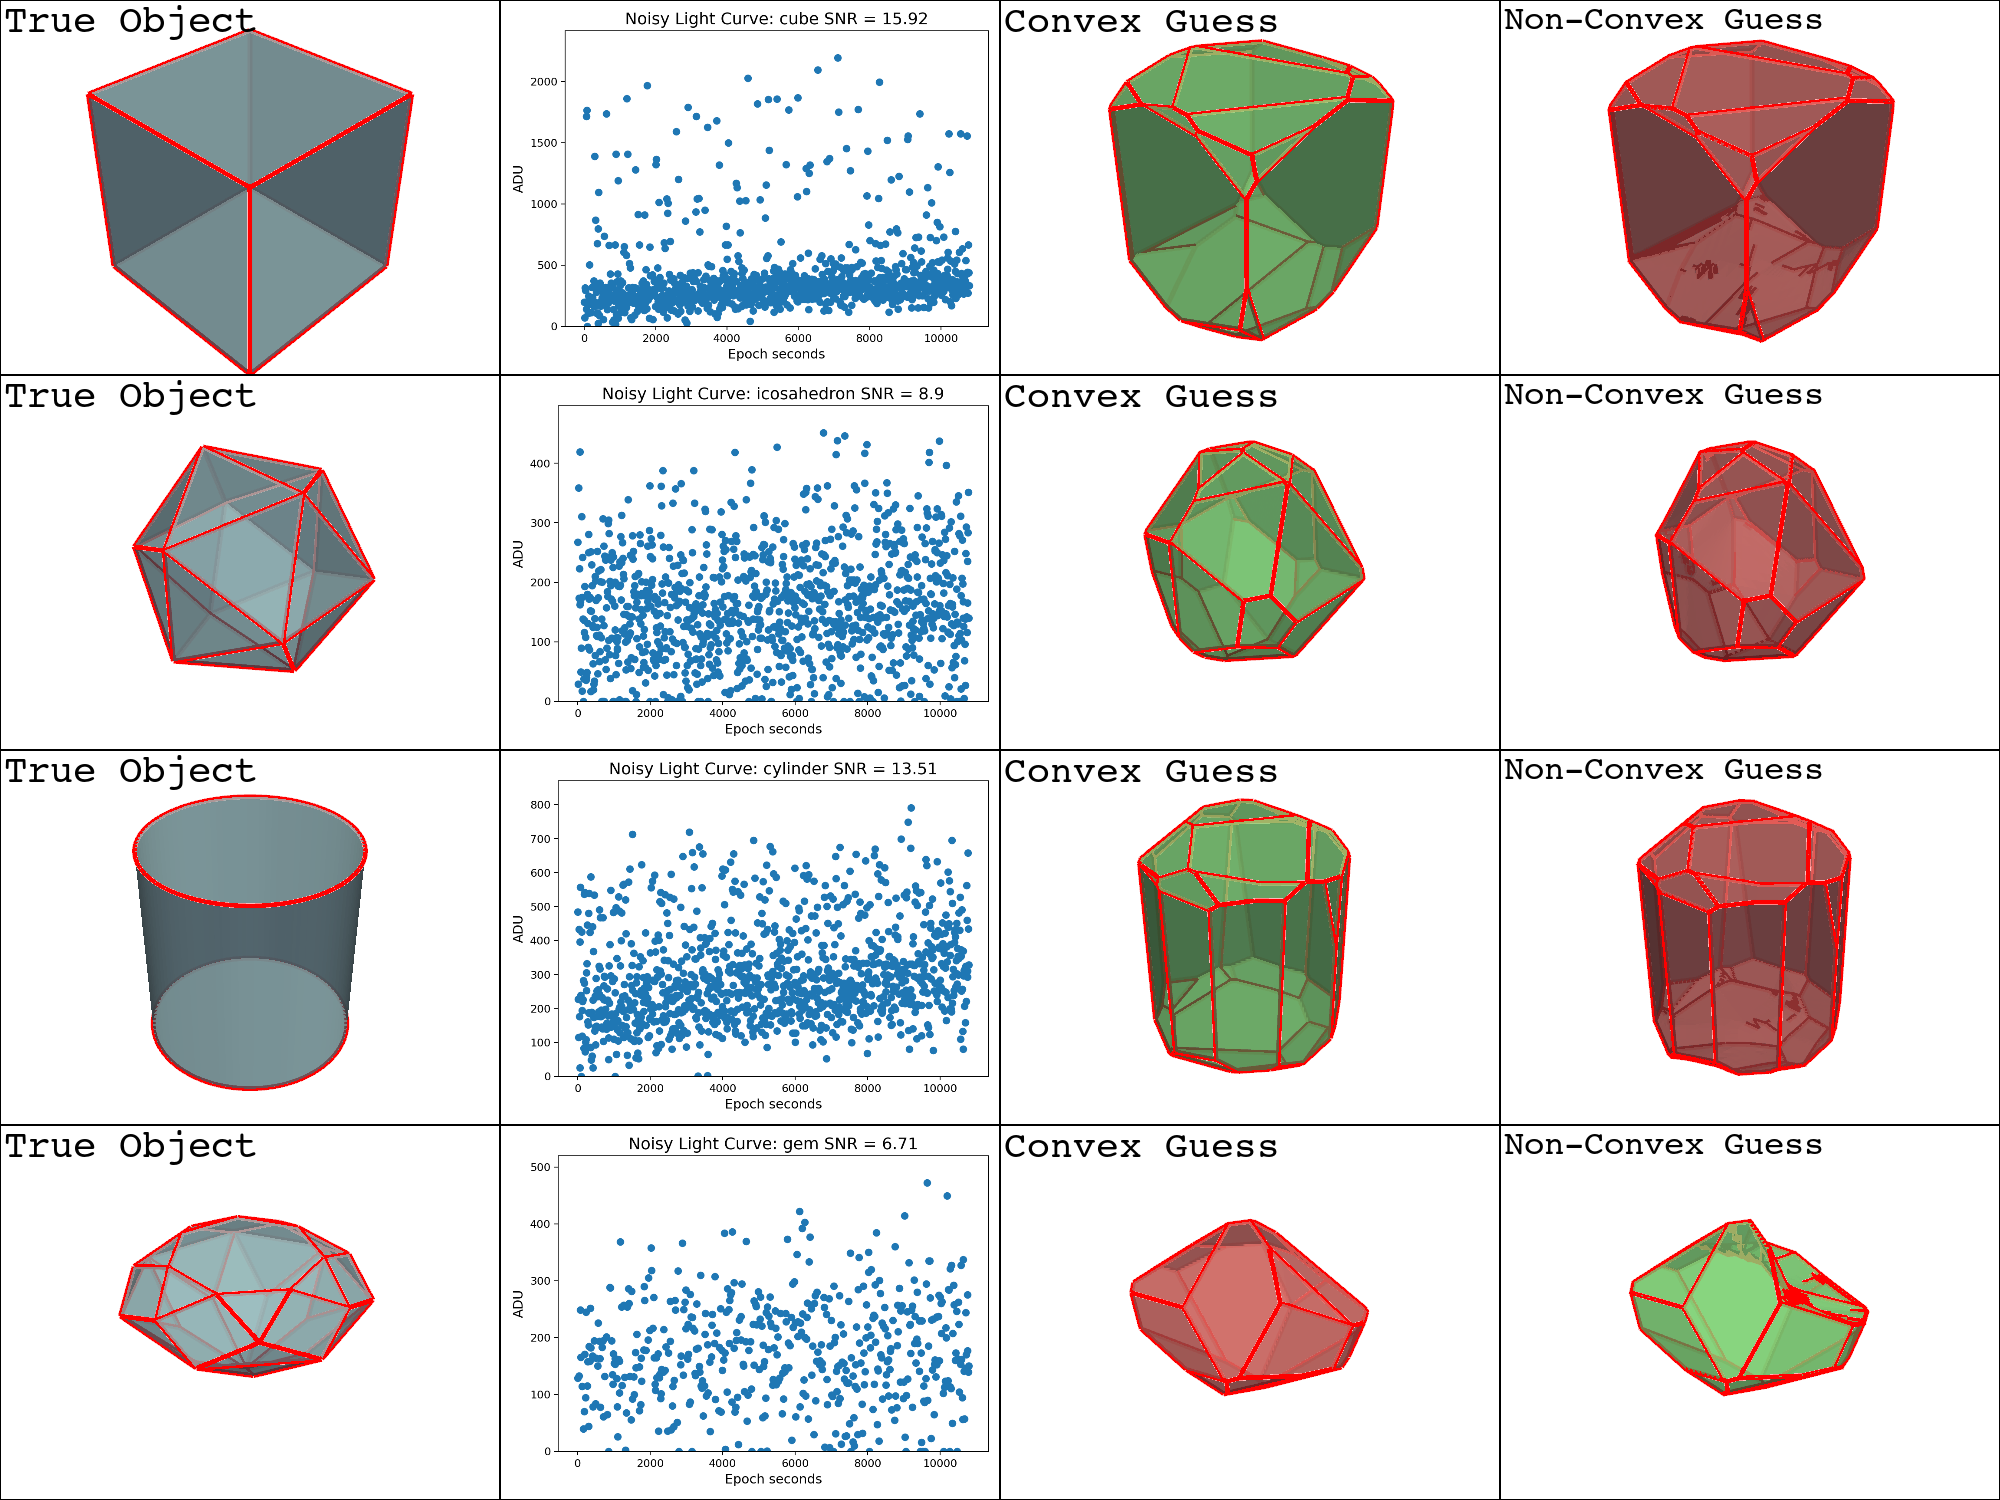 True Object
Noisy Light Curve: cube SNR = 15.92
Convex Guess
Non-Convex Guess
2000
1500
1000
500
0
ADU
0 2000 4000 6000 8000 10000
Epoch seconds
True Object
Noisy Light Curve: icosahedron SNR = 8.9
Convex Guess
Non-Convex Guess
400
300
200
100
0
ADU
0 2000 4000 6000 8000 10000
Epoch seconds
True Object
Noisy Light Curve: cylinder SNR = 13.51
Convex Guess
Non-Convex Guess
800
700
600
500
400
300
200
100
0
ADU
0 2000 4000 6000 8000 10000
Epoch seconds
True Object
Noisy Light Curve: gem SNR = 6.71
Convex Guess
Non-Convex Guess
500
400
300
200
100
0
ADU
0 2000 4000 6000 8000 10000
Epoch seconds